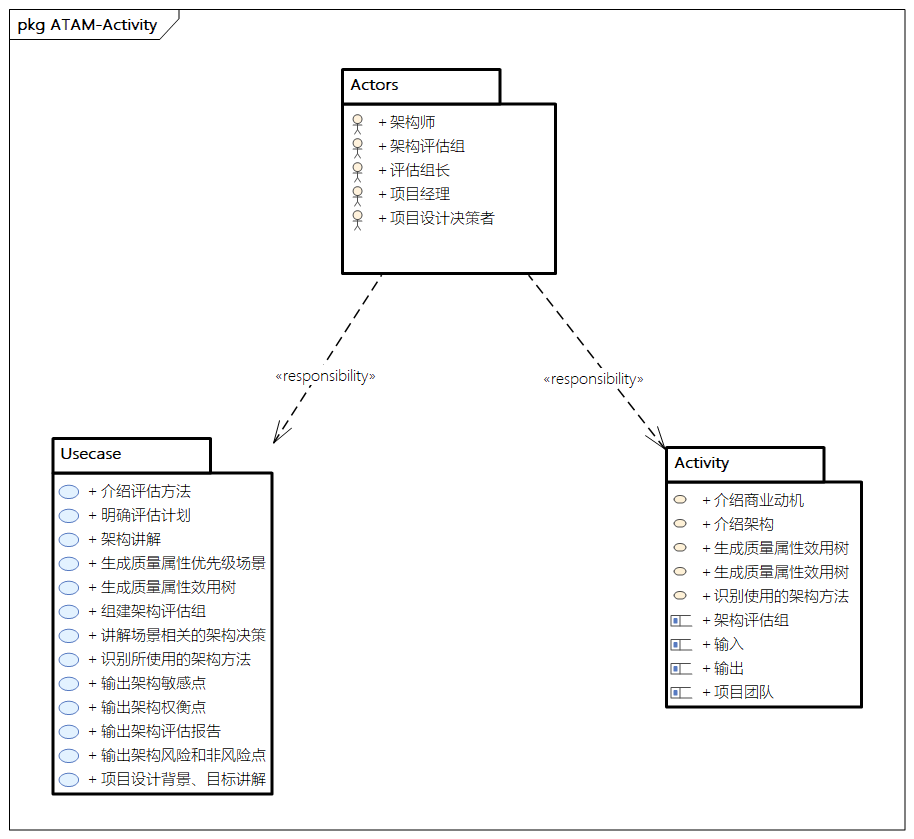 pkg ATAM-Activity
Actors
+ 架构师
+ 架构评估组
+ 评估组长
+ 项目经理
+ 项目设计决策者
«responsibility»
«responsibility»
Usecase
+ 介绍评估方法
+ 明确评估计划
+ 架构讲解
+ 生成质量属性优先级场景
+ 生成质量属性效用树
+ 组建架构评估组
+ 讲解场景相关的架构决策
+ 识别所使用的架构方法
+ 输出架构敏感点
+ 输出架构权衡点
+ 输出架构评估报告
+ 输出架构风险和非风险点
+ 项目设计背景、目标讲解
Activity
+ 介绍商业动机
+ 介绍架构
+ 生成质量属性效用树
+ 生成质量属性效用树
+ 识别使用的架构方法
+ 架构评估组
+ 输入
+ 输出
+ 项目团队